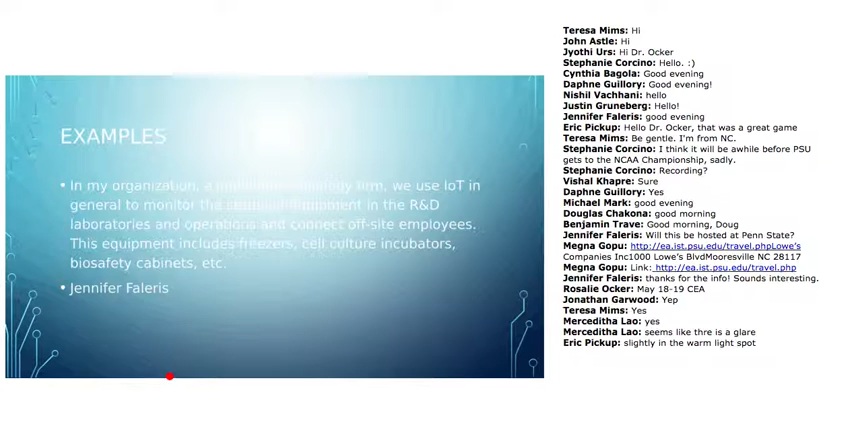 EXAMPLES
• In my organization, a biotechnology firm, we use IoT in
general to monitor the equipment in the R&D
laboratories and operations and connect off-site employees.
This equipment includes freezers, cell culture incubators,
biosafety cabinets, etc.
• Jennifer Faleris
Teresa Mims: Hi
John Astle: Hi
Jyothi Urs: Hi Dr. Ocker
Stephanie Corcino: Hello. :)
Cynthia Bagola: Good evening
Daphne Guillory: Good evening!
Nishil Vachhani: hello
Justin Gruneberg: Hello!
Jennifer Faleris: good evening
Eric Pickup: Hello Dr. Ocker, that was a great game
Teresa Mims: Be gentle. I'm from NC.
Stephanie Corcino: I think it will be awhile before PSU
gets to the NCAA Championship, sadly.
Stephanie Corcino: Recording?
Vishal Khapre: Sure
Daphne Guillory: Yes
Michael Mark: good evening
Douglas Chakona: good morning
Benjamin Trave: Good morning, Doug
Jennifer Faleris: Will this be hosted at Penn State?
Megna Gopu: http://ea.ist.psu.edu/travel.phpLowe's
Companies Inc1000 Lowe's BlvdMooresville NC 28117
Megna Gopu: Link: http://ea.ist.psu.edu/travel.php
Jennifer Faleris: thanks for the info! Sounds interesting.
Rosalie Ocker: May 18-19 CEA
Jonathan Garwood: Yep
Teresa Mims: Yes
Merceditha Lao: yes
Merceditha Lao: seems like thre is a glare
Eric Pickup: slightly in the warm light spot